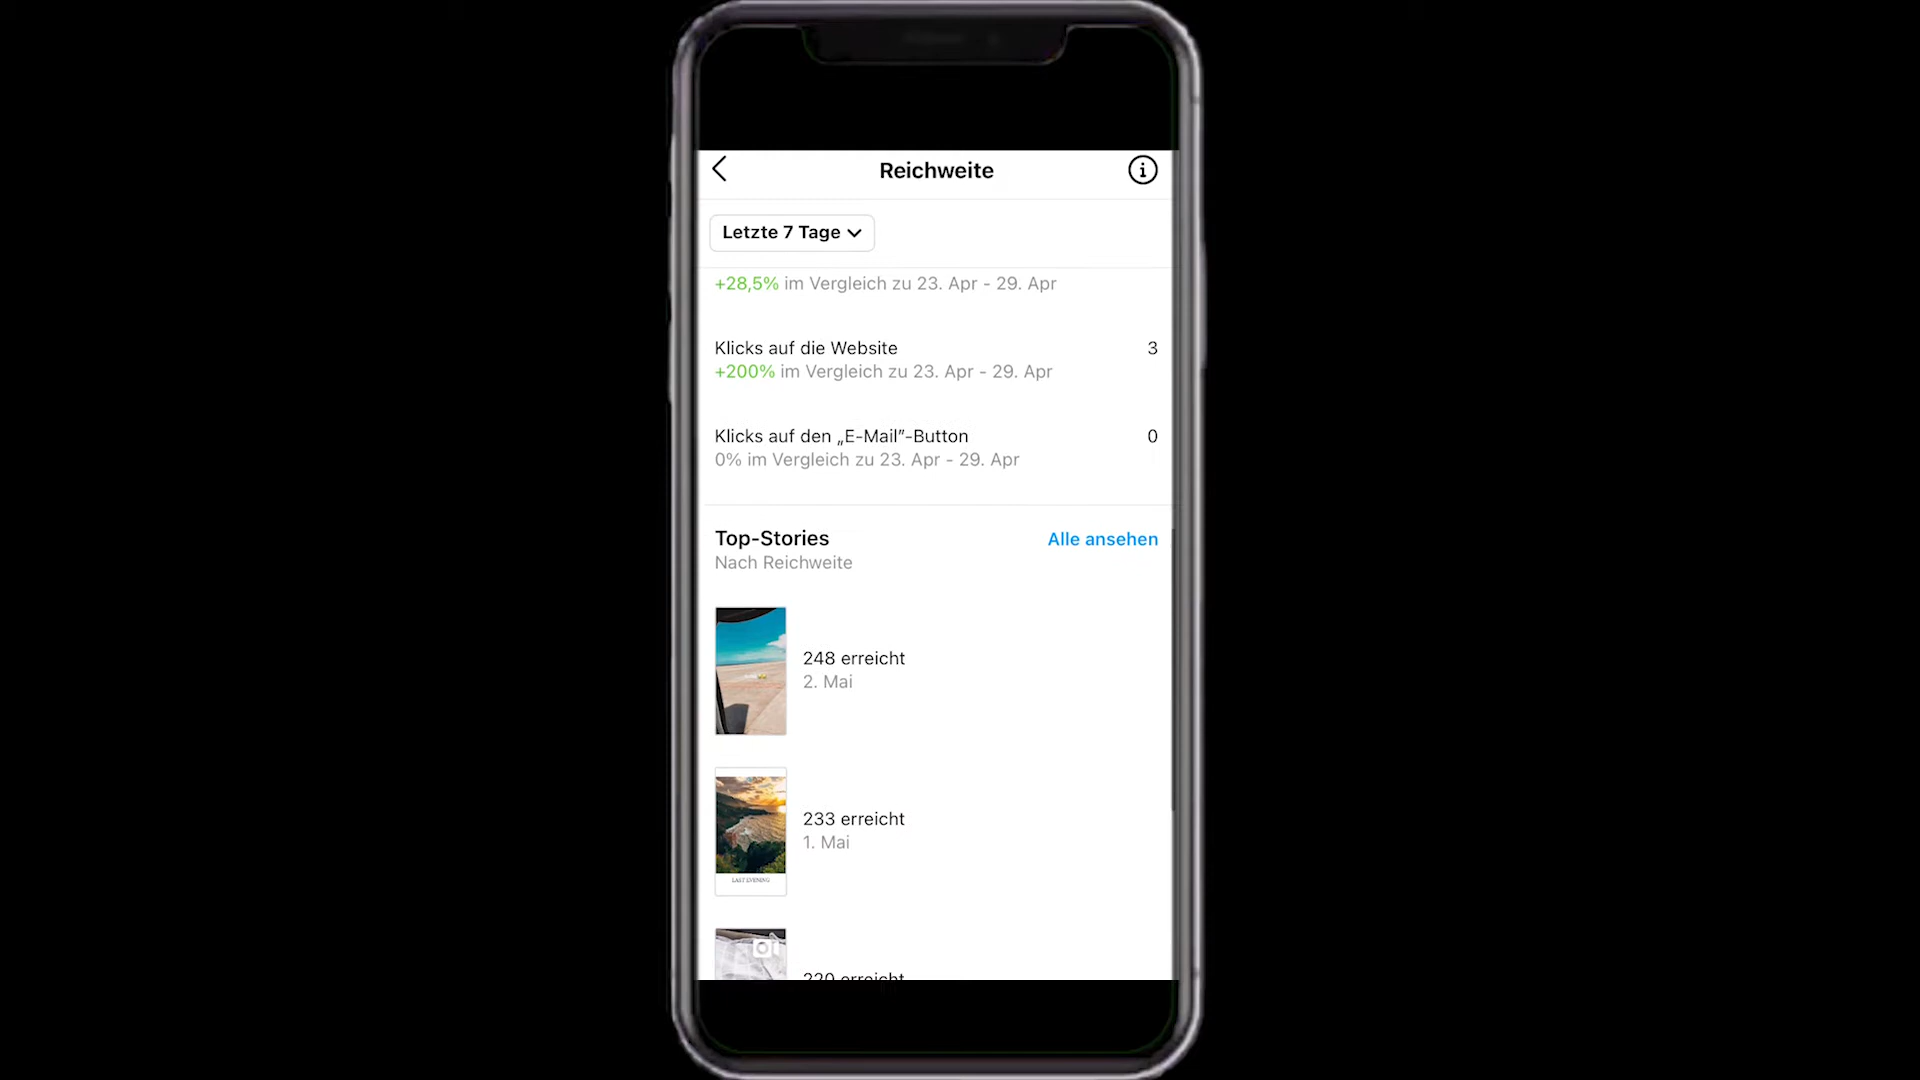 Reichweite
Letzte 7 Tage
+28,5% im Vergleich zu 23. Apr - 29. Apr
Klicks auf die Website 3
+200% im Vergleich zu 23. Apr - 29. Apr
Klicks auf den „E-Mail”-Button 0
0% im Vergleich zu 23. Apr - 29. Apr
Top-Stories Alle ansehen
Nach Reichweite
248 erreicht
2. Mai
233 erreicht
1. Mai
LAST EVENING
220 erreicht